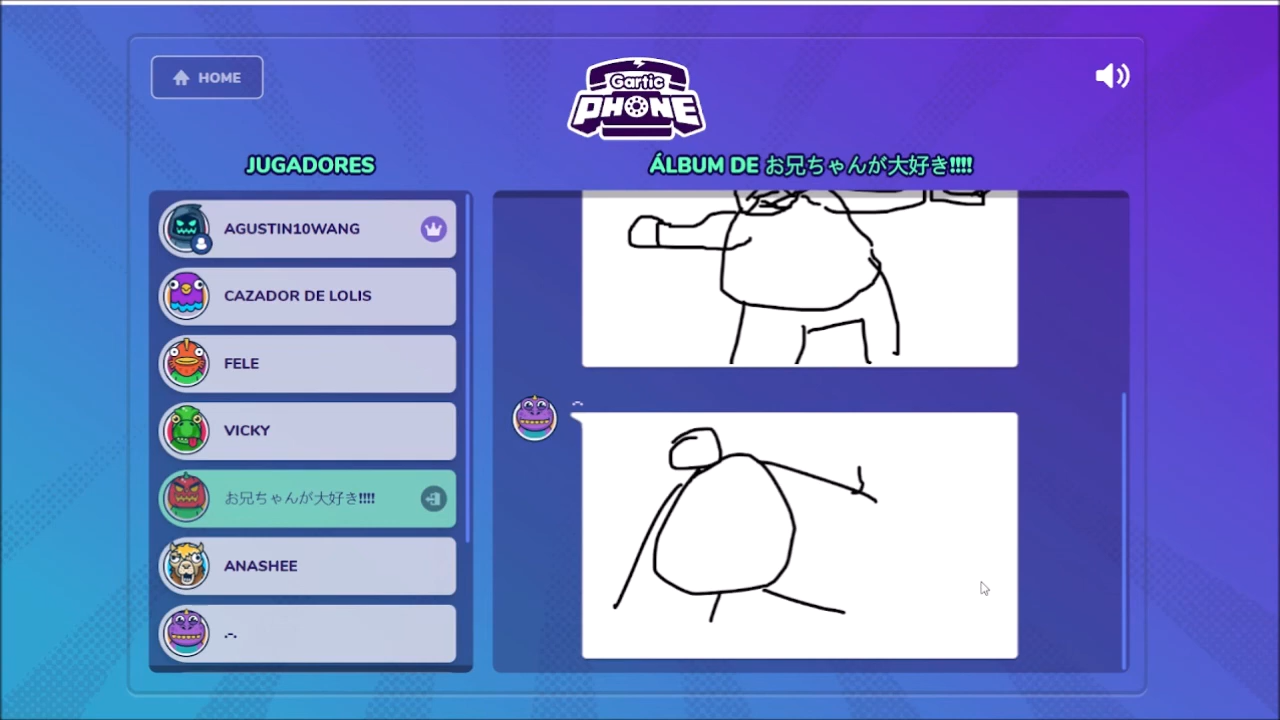 HOME
Gartic
PHONE
JUGADORES
ÁLBUM DE お兄ちゃんが大好き!!!!
AGUSTIN10WANG
CAZADOR DE LOLIS
FELE
VICKY
お兄ちゃんが大好き!!!!
ANASHEE
.-.
.-.